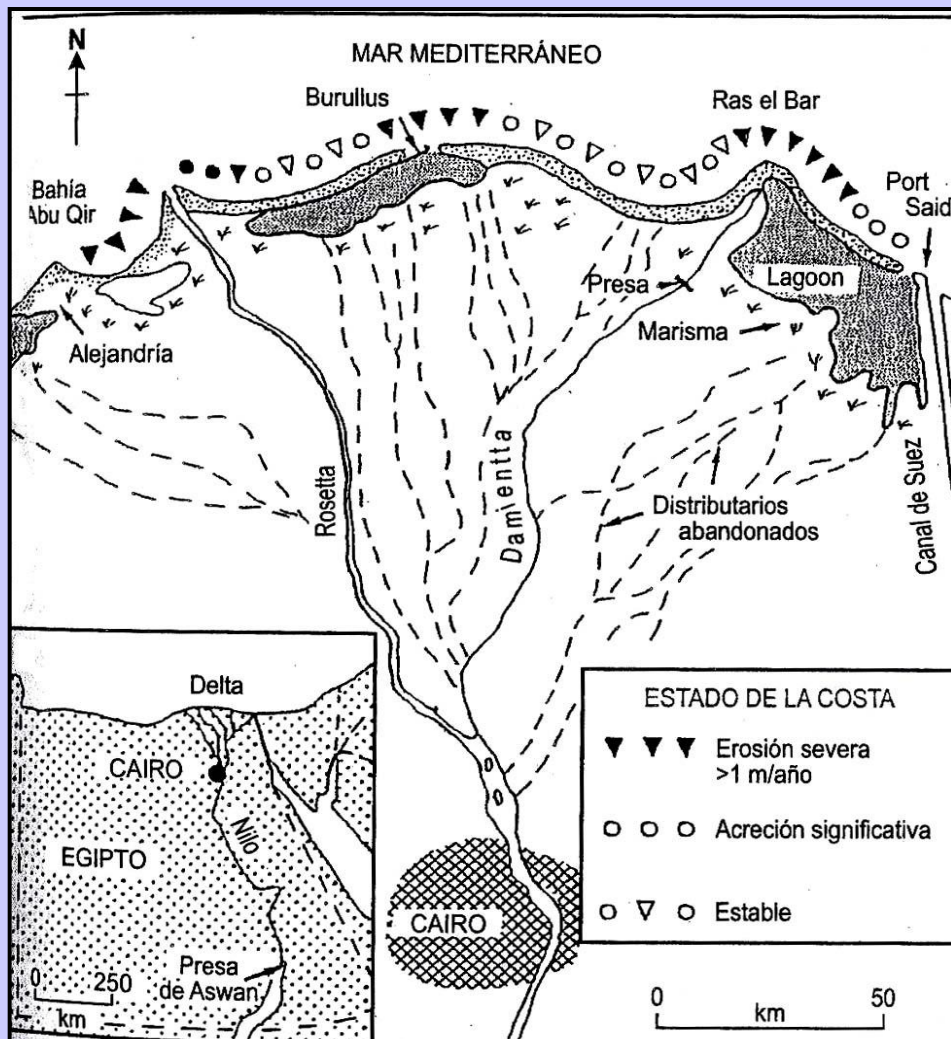 N
MAR MEDITERRÁNEO
Burullus
Ras el Bar
Bahía
Abu Qir
Port
Said
Presa
Lagoon
Marisma
Alejandría
Rosetta
Damientta
Distributarios
abandonados
Canal de Suez
Delta
CAIRO
Nilo
EGIPTO
Presa
de Aswan
0 250
km
CAIRO
ESTADO DE LA COSTA
Erosión severa
>1 m/año
Acreción significativa
Estable
0 50
km